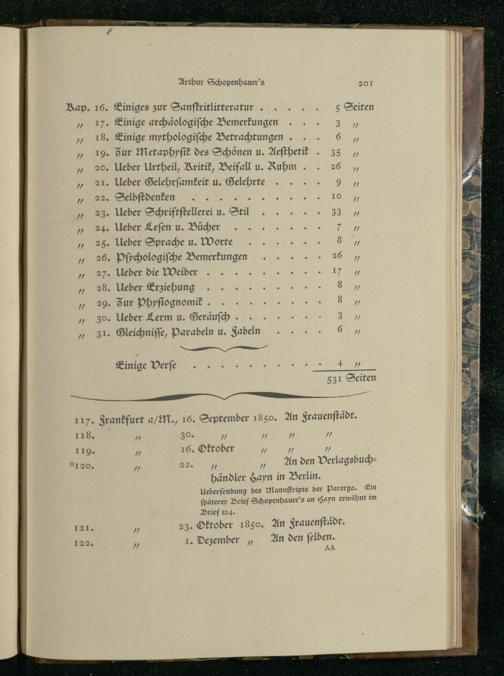 Arthur Schopenhauer's 201
Kap. 16. Einiges zur Sanskritlitteratur . . . . . 5 Seiten
„ 17. Einige archäologische Bemerkungen . . . 3 „
„ 18. Einige mythologische Betrachtungen . . . 6 „
„ 19. Zur Metaphysik des Schönen u. Aesthetik . 35 „
„ 20. Ueber Urtheil, Kritik, Beifall u. Ruhm . . 26 „
„ 21. Ueber Gelehrsamkeit u. Gelehrte . . . . 9 „
„ 22. Selbstdenken . . . . . . . . . 10 „
„ 23. Ueber Schriftstellerei u. Stil . . . . . 33 „
„ 24. Ueber Lesen u. Bücher . . . . . . . 7 „
„ 25. Ueber Sprache u. Worte . . . . . . 8 „
„ 26. Psychologische Bemerkungen . . . . . 26 „
„ 27. Ueber die Weiber . . . . . . . . 17 „
„ 28. Ueber Erziehung . . . . . . . . 8 „
„ 29. Zur Physiognomik . . . . . . . . 8 „
„ 30. Ueber Lerm u. Geräusch . . . . . . 3 „
„ 31. Gleichnisse, Parabeln u. Fabeln . . . . 6 „
Einige Verse . . . . . . . . . 4 „
531 Seiten
117. Frankfurt a/M., 16. September 1850. An Frauenstädt.
118. „ 30. „ „ „ „
119. „ 16. Oktober „ „ „
*120. „ 22. „ „ An den Verlagsbuch-
händler Hayn in Berlin.
Uebersendung des Manuskripts der Parerga. Ein
späterer Brief Schopenhauer's an Hayn erwähnt im
Brief 124.
121. „ 23. Oktober 1850. An Frauenstädt.
122. „ 1. Dezember „ An den selben.
AA